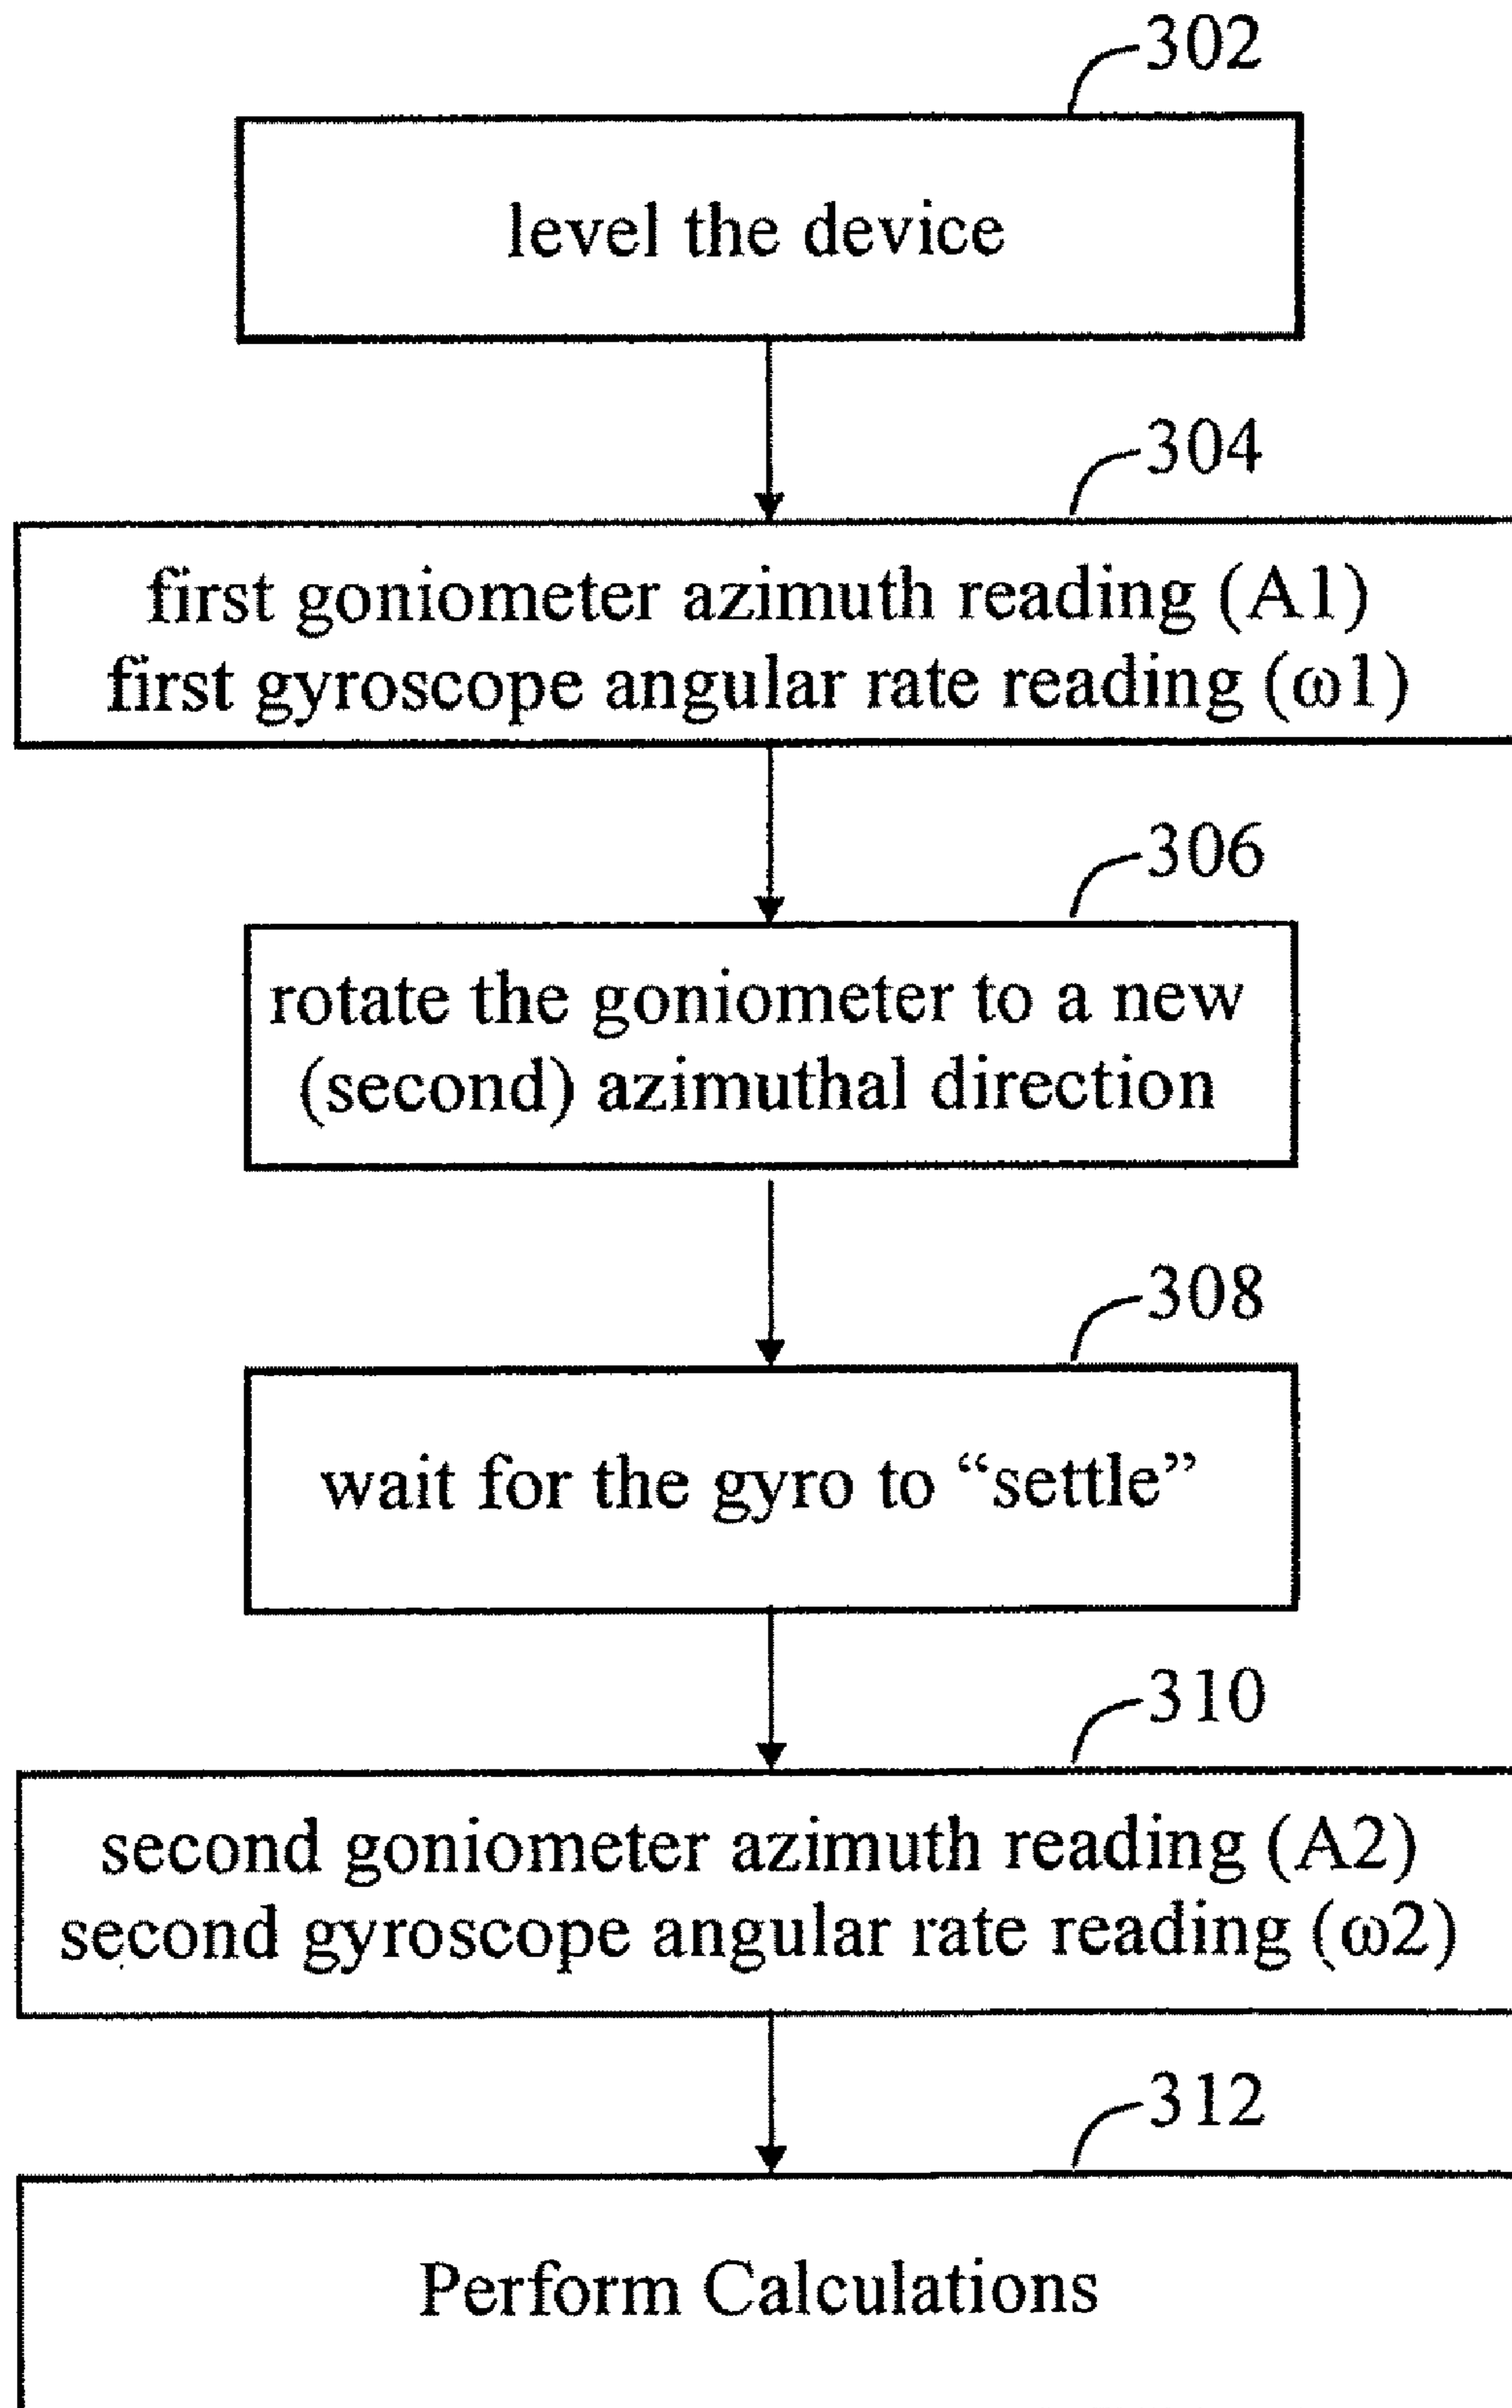 302
level the device
304
first goniometer azimuth reading (A1)
first gyroscope angular rate reading (ω1)
306
rotate the goniometer to a new
(second) azimuthal direction
308
wait for the gyro to “settle”
310
second goniometer azimuth reading (A2)
second gyroscope angular rate reading (ω2)
312
Perform Calculations